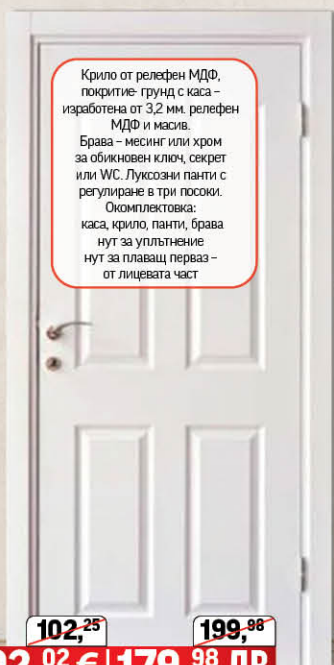 Крило от релефен МДФ,
покритие- грунд с каса –
изработена от 3,2 мм. релефен
МДФ и масив.
Брава – месинг или хром
за обикновен ключ, секрет
или WC. Луксозни панти с
регулиране в три посоки.
Окомплектовка:
каса, крило, панти, брава
нут за уплътнение
нут за плаващ перваз –
от лицевата част
102,25 199,98
02 € 179,98 ЛВ